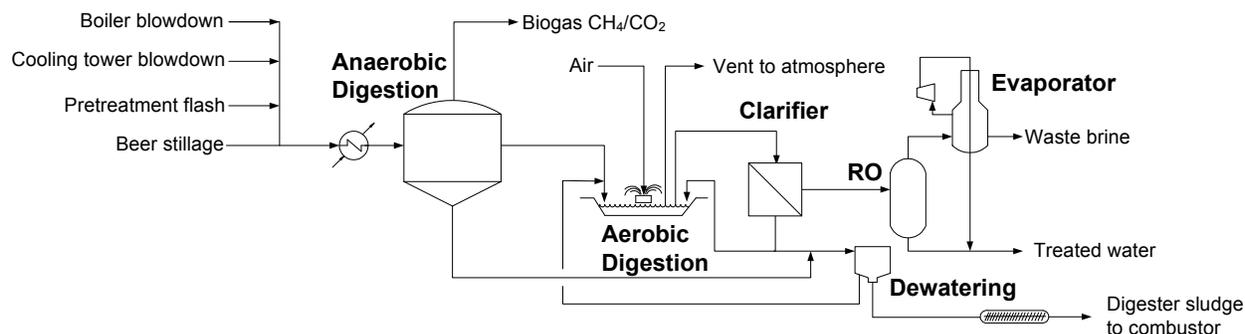 Boiler blowdown
Cooling tower blowdown
Pretreatment flash
Beer stillage
Anaerobic
Digestion
Biogas CH₄/CO₂
Air
Vent to atmosphere
Clarifier
Evaporator
Waste brine
RO
Aerobic
Digestion
Treated water
Dewatering
Digester sludge
to combustor